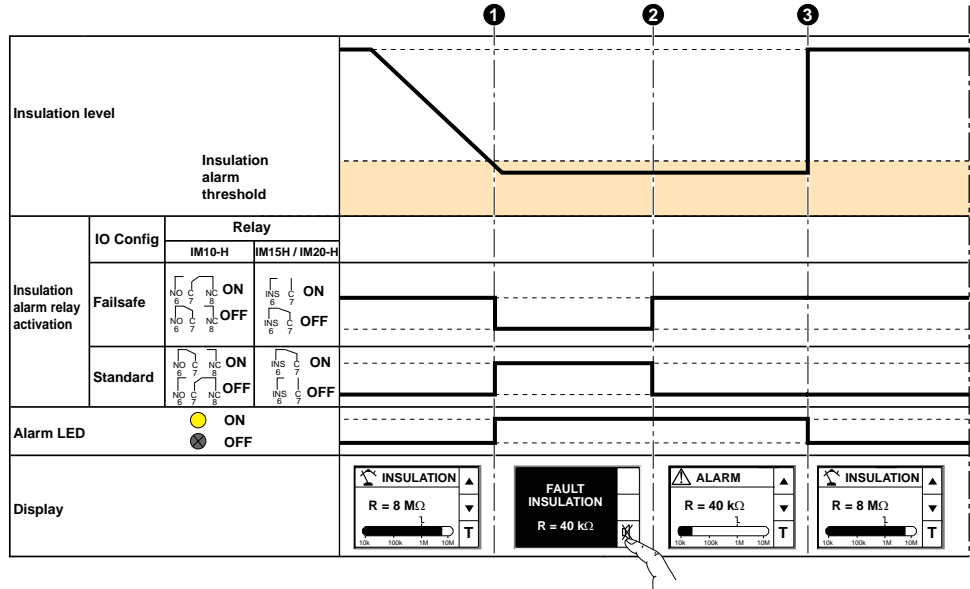 1 2 3
Insulation level
Insulation
alarm
threshold
Insulation
alarm relay
activation
IO Config
Relay
IM10-H
IM15H / IM20-H
Failsafe
NO C NC ON
6 7 8
INS C ON
6 7
NO C NC OFF
6 7 8
INS C OFF
6 7
Standard
NO C NC ON
6 7 8
INS C ON
6 7
NO C NC OFF
6 7 8
INS C OFF
6 7
Alarm LED
ON
OFF
Display
INSULATION
R = 8 MΩ
10k 100k 1M 10M
T
FAULT
INSULATION
R = 40 kΩ
ALARM
R = 40 kΩ
10k 100k 1M 10M
T
INSULATION
R = 8 MΩ
10k 100k 1M 10M
T